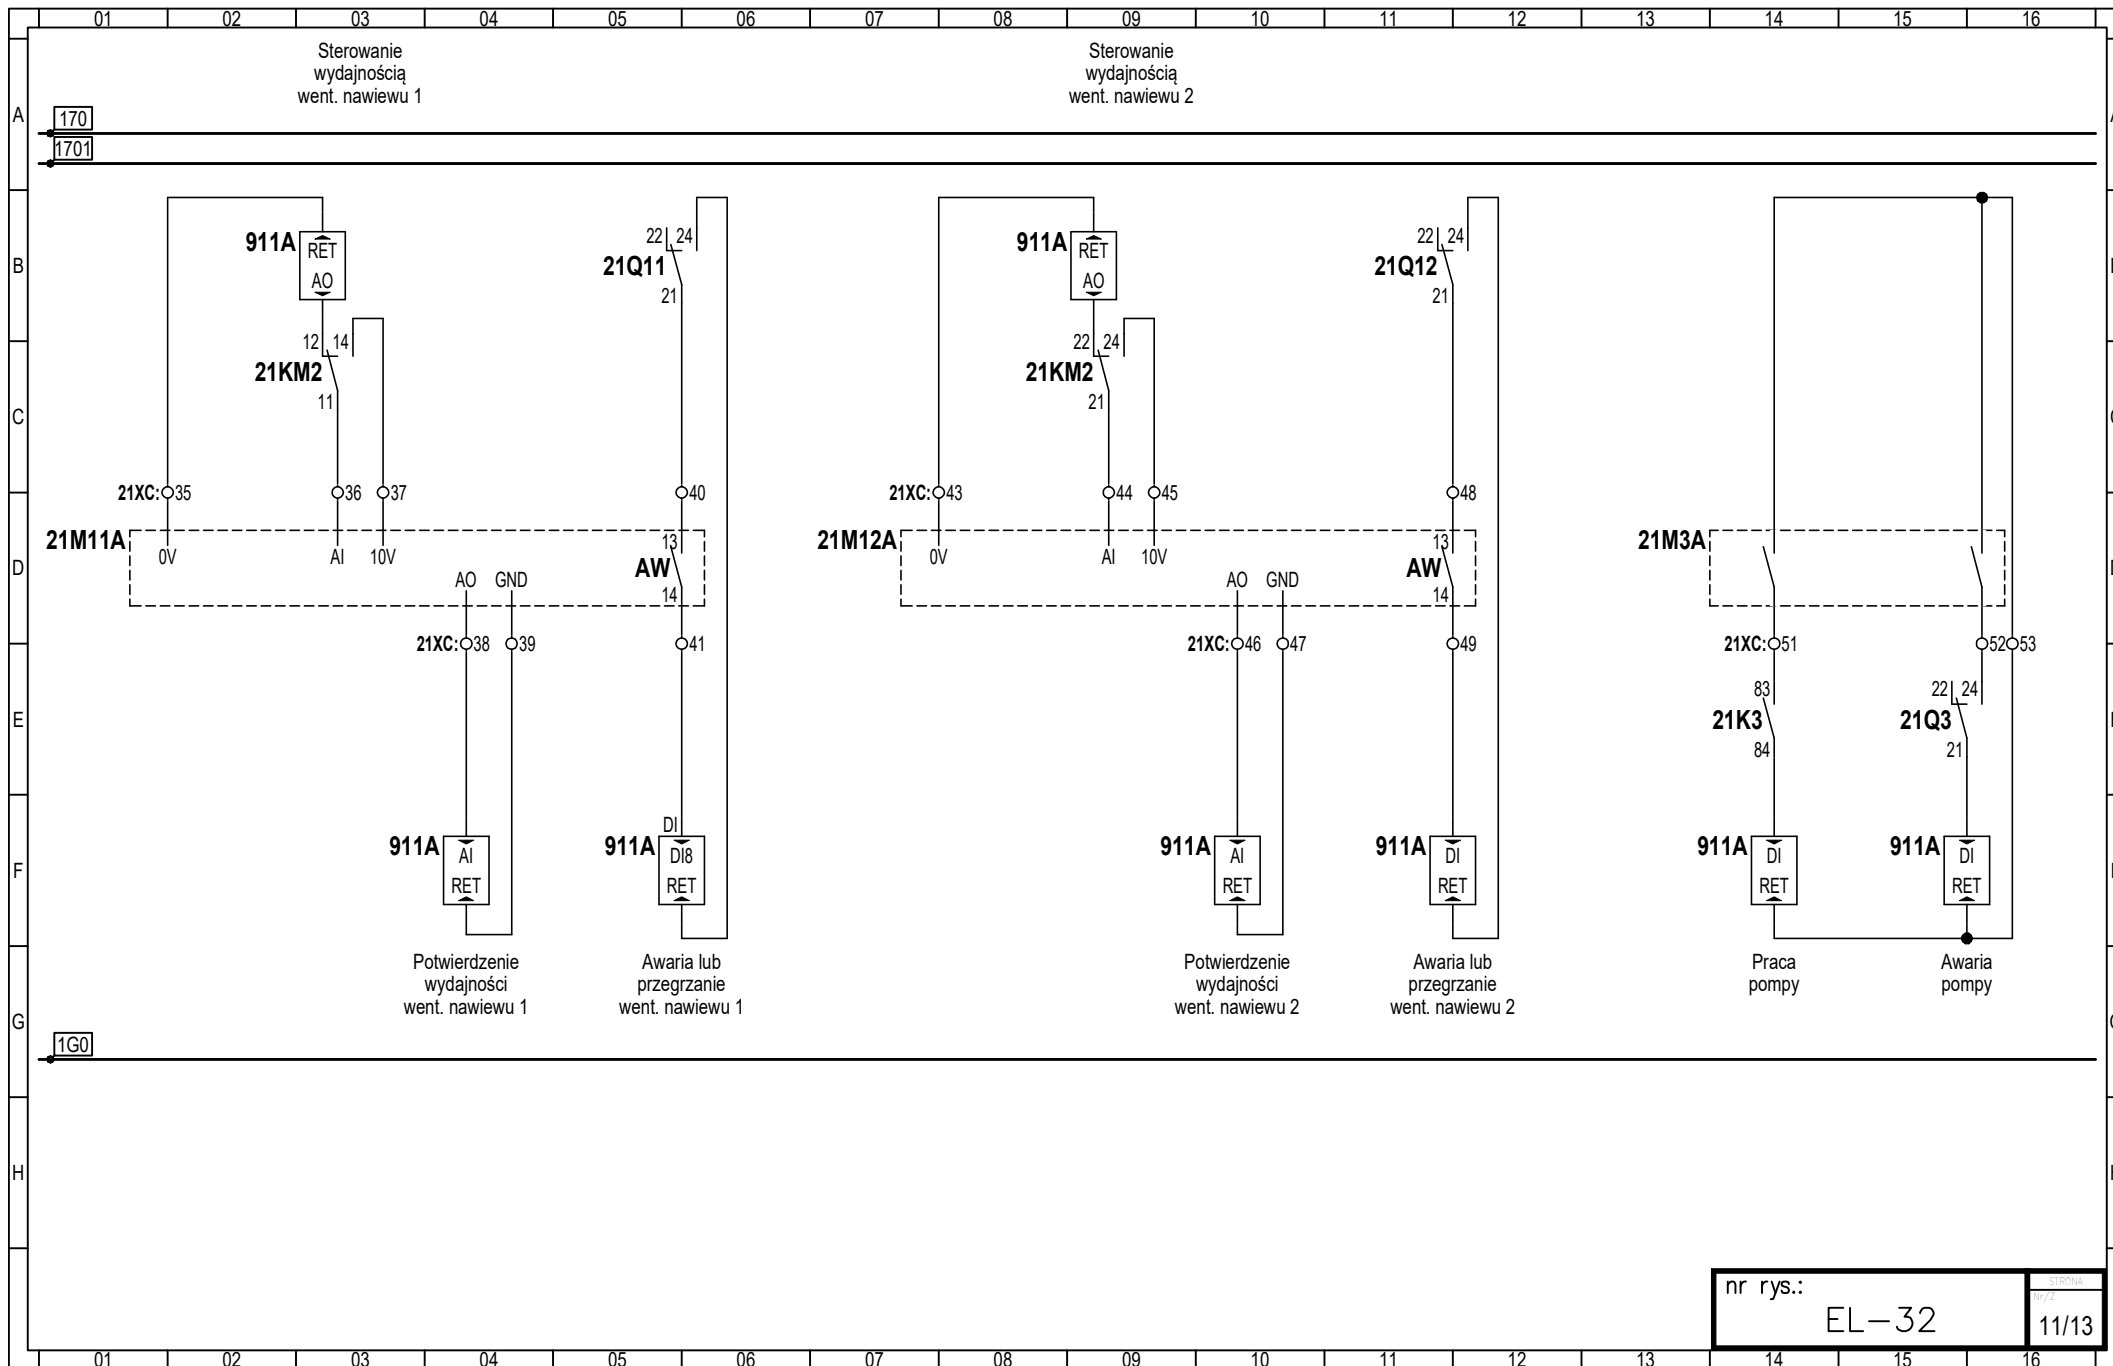 01 02 03 04 05 06 07 08 09 10 11 12 13 14 15 16
Sterowanie
wydajnością
went. nawiewu 1
Sterowanie
wydajnością
went. nawiewu 2
A
170
1701
B
911A RET
AO
22 24
21Q11
21
911A RET
AO
22 24
21Q12
21
12 14
21KM2
11
22 24
21KM2
21
C
21XC: 35 36 37 40
21XC: 43 44 45 48
D
21M11A 0V AI 10V
AO GND
13
AW
14
21M12A 0V AI 10V
AO GND
13
AW
14
21M3A
21XC: 38 39 41
21XC: 46 47 49
21XC: 51 52 53
E
83
21K3
84
22 24
21Q3
21
F
911A AI
RET
DI
911A DI8
RET
911A AI
RET
911A DI
RET
911A DI
RET
911A DI
RET
Potwierdzenie
wydajności
went. nawiewu 1
Awaria lub
przegrzanie
went. nawiewu 1
Potwierdzenie
wydajności
went. nawiewu 2
Awaria lub
przegrzanie
went. nawiewu 2
Praca
pompy
Awaria
pompy
G
1G0
H
nr rys.:
EL-32
STRONA
Nr/Z
11/13
01 02 03 04 05 06 07 08 09 10 11 12 13 14 15 16